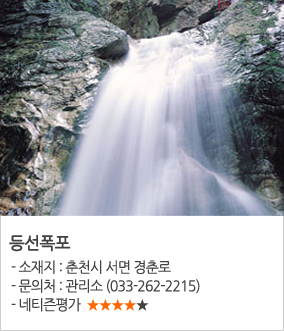 등선폭포
- 소재지 : 춘천시 서면 경춘로
- 문의처 : 관리소 (033-262-2215)
- 네티즌평가 ★★★★★